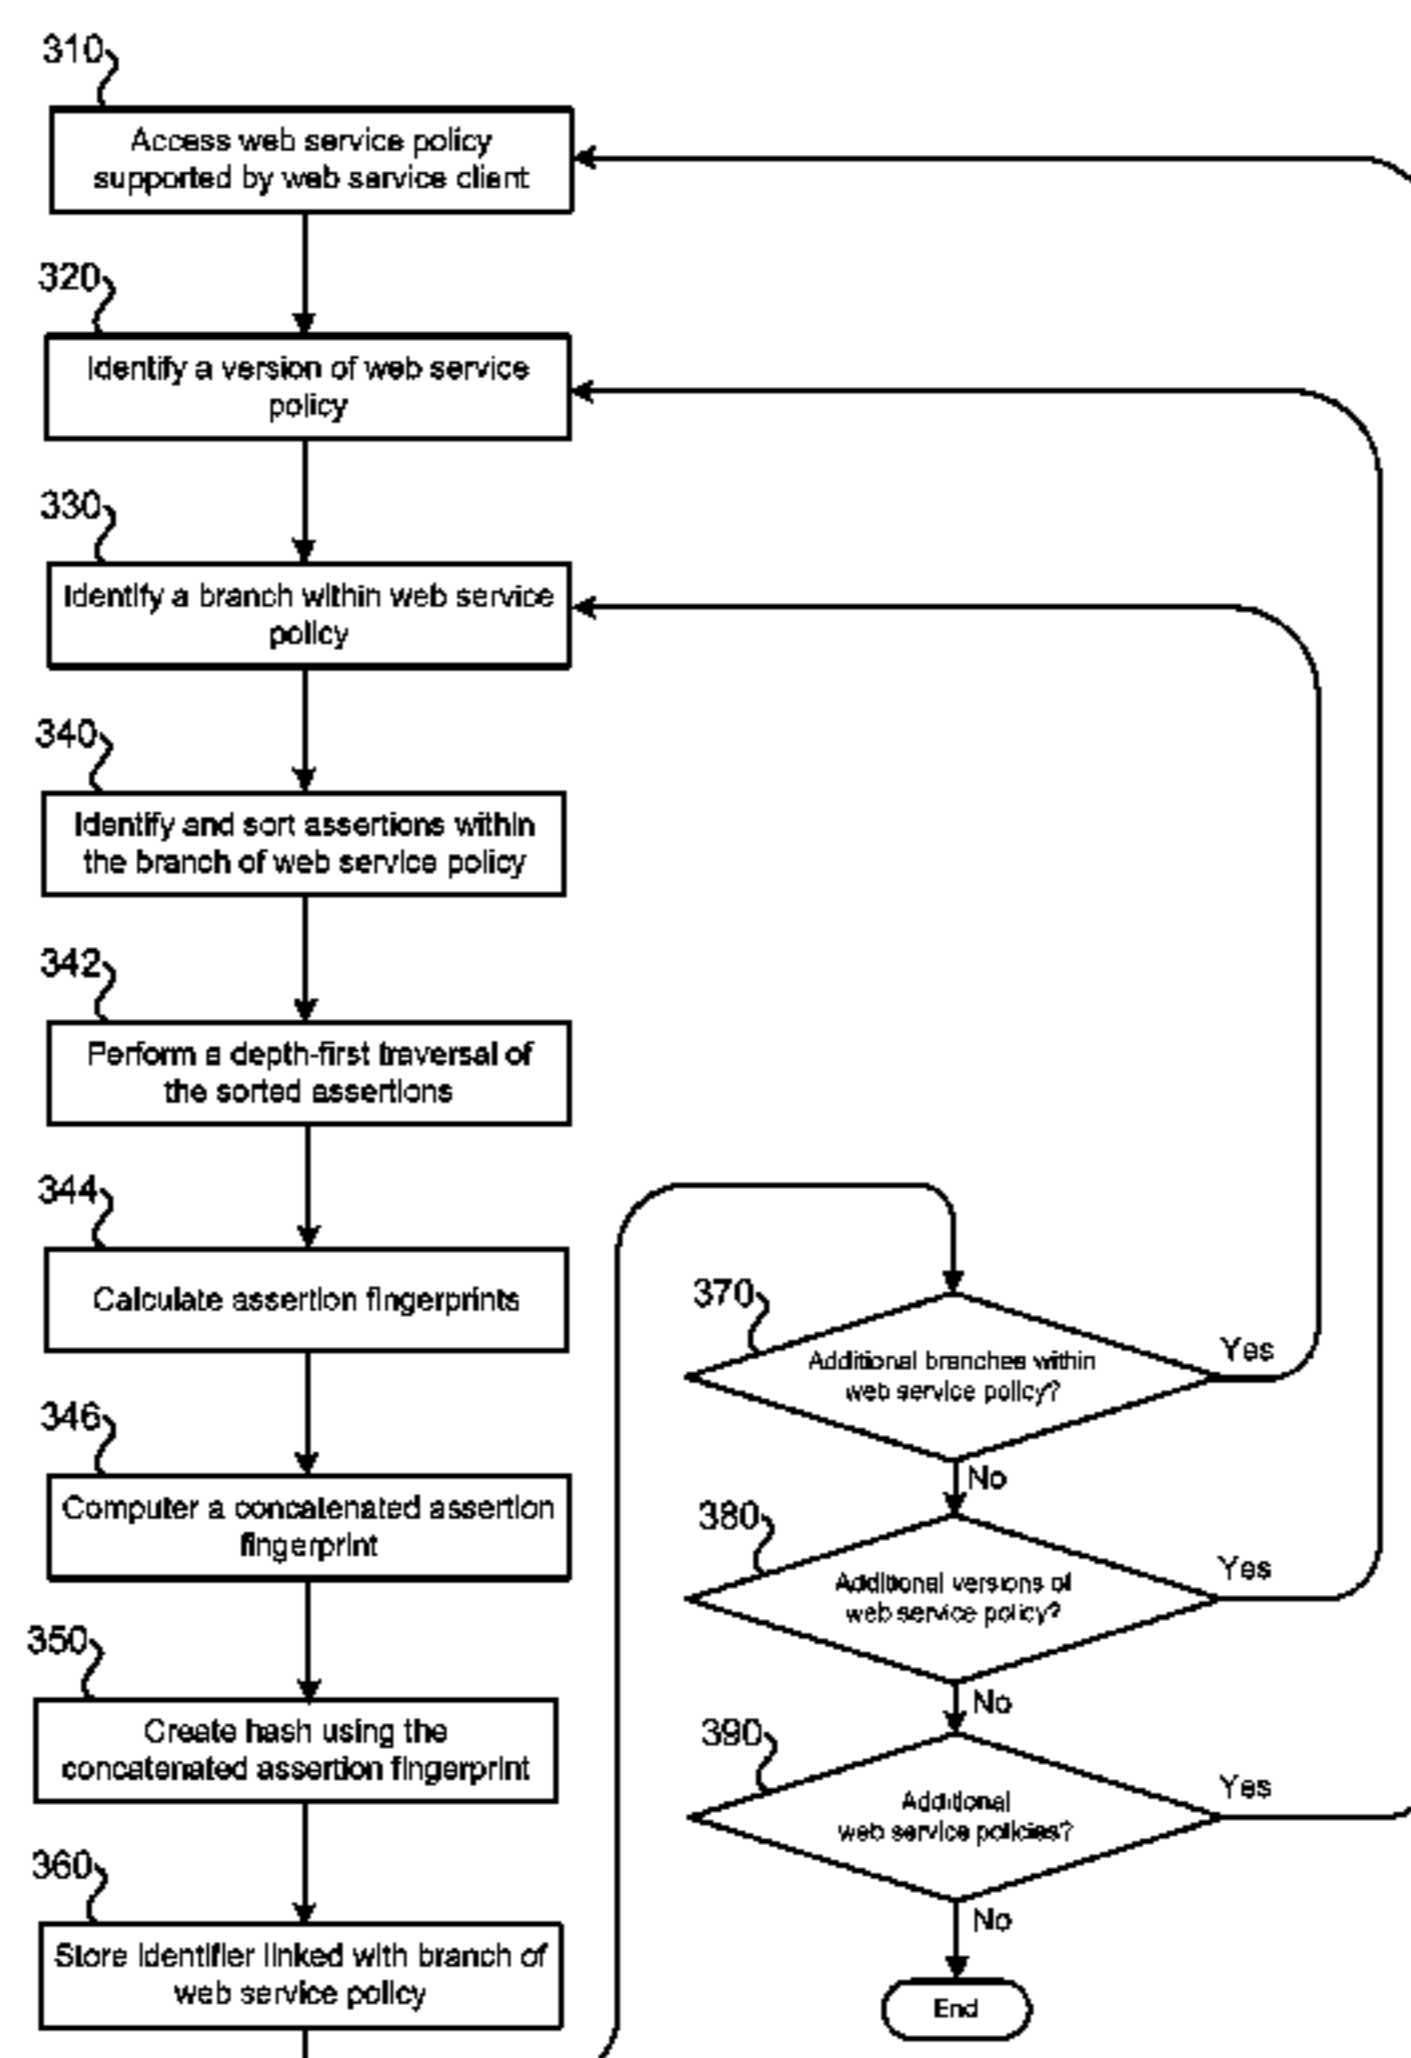 310
Access web service policy
supported by web service client
320
Identify a version of web service
policy
330
Identify a branch within web service
policy
340
Identify and sort assertions within
the branch of web service policy
342
Perform a depth-first traversal of
the sorted assertions
344
Calculate assertion fingerprints
346
Computer a concatenated assertion
fingerprint
350
Create hash using the
concatenated assertion fingerprint
360
Store identifier linked with branch of
web service policy
370
Additional branches within
web service policy?
Yes
No
380
Additional versions of
web service policy?
Yes
No
390
Additional
web service policies?
Yes
No
End